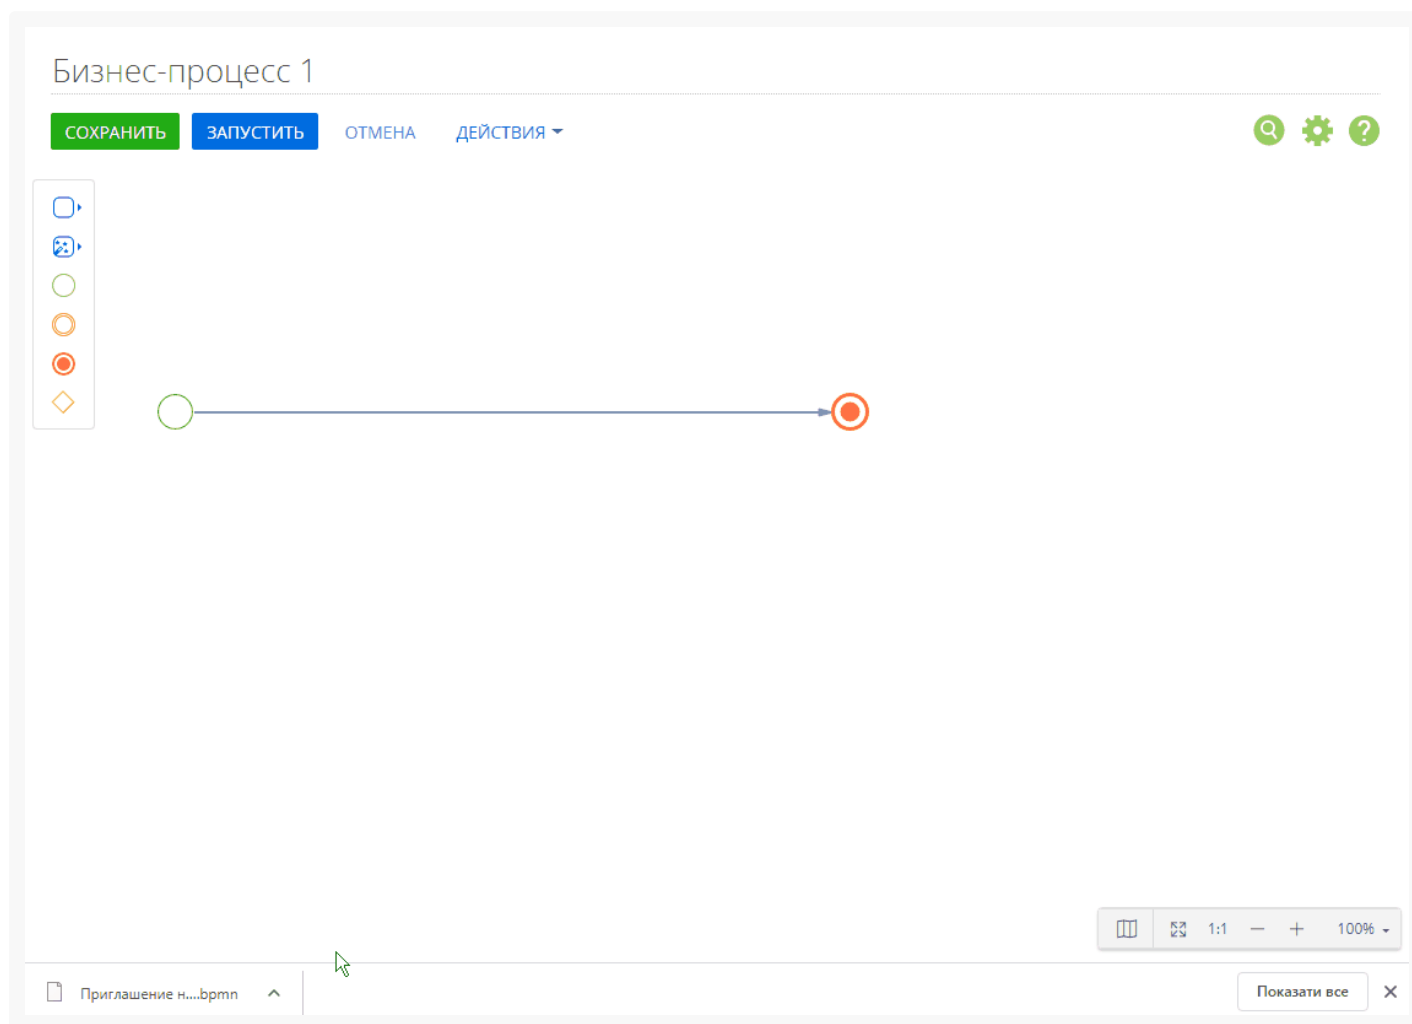 Бизнес-процесс 1
СОХРАНИТЬ ЗАПУСТИТЬ ОТМЕНА ДЕЙСТВИЯ
1:1 100%
Приглашение н....bpmn Показати все